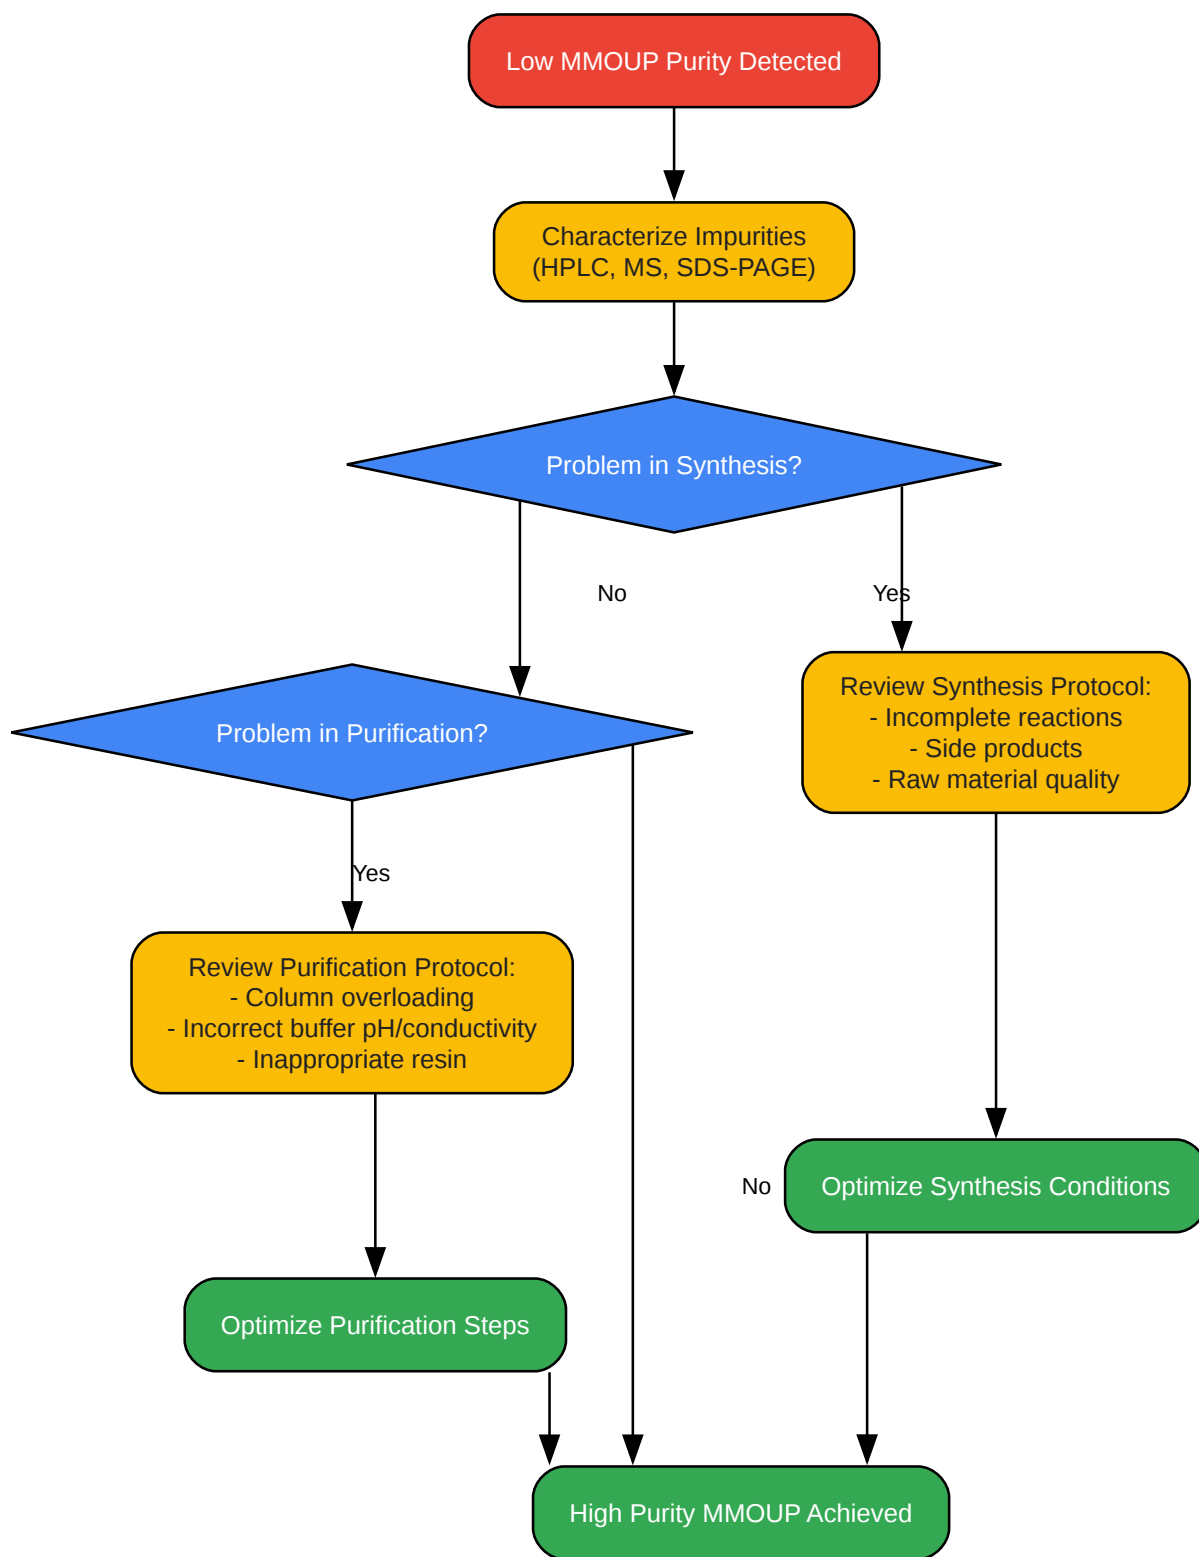 Low MMOUP Purity Detected
Characterize Impurities
(HPLC, MS, SDS-PAGE)
Problem in Synthesis?
No
Yes
Review Synthesis Protocol:
- Incomplete reactions
- Side products
- Raw material quality
Problem in Purification?
Yes
Review Purification Protocol:
- Column overloading
- Incorrect buffer pH/conductivity
- Inappropriate resin
No
Optimize Synthesis Conditions
Optimize Purification Steps
High Purity MMOUP Achieved